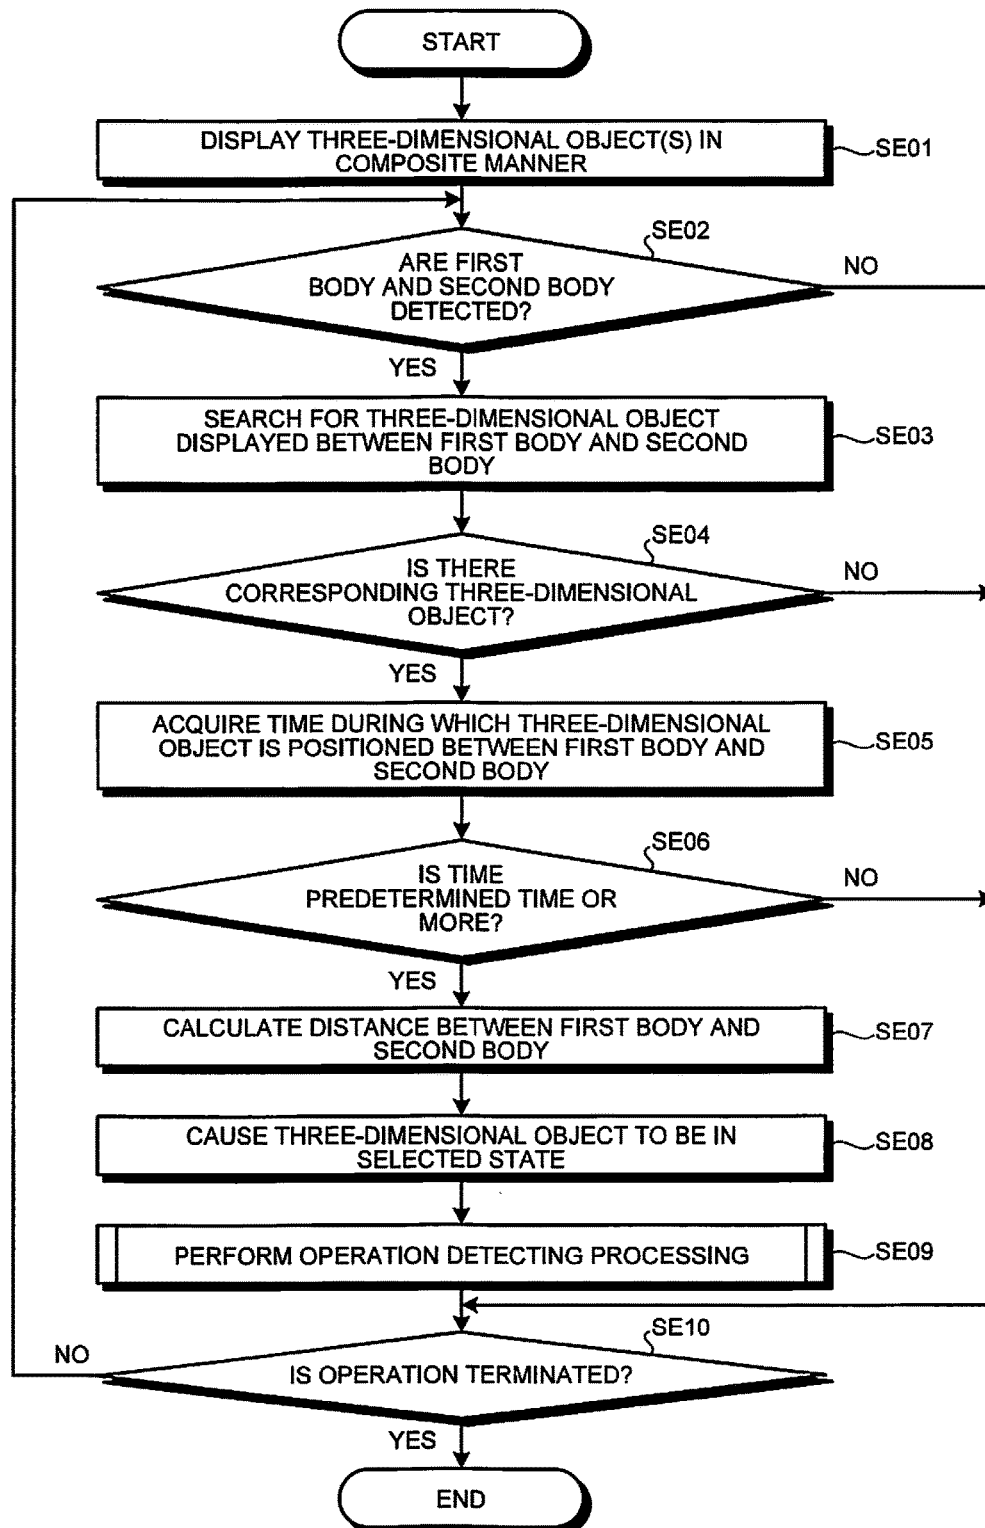 START
DISPLAY THREE-DIMENSIONAL OBJECT(S) IN
COMPOSITE MANNER
SE01
SE02
ARE FIRST
BODY AND SECOND BODY
DETECTED?
NO
YES
SEARCH FOR THREE-DIMENSIONAL OBJECT
DISPLAYED BETWEEN FIRST BODY AND SECOND
BODY
SE03
SE04
IS THERE
CORRESPONDING THREE-DIMENSIONAL
OBJECT?
NO
YES
ACQUIRE TIME DURING WHICH THREE-DIMENSIONAL
OBJECT IS POSITIONED BETWEEN FIRST BODY AND
SECOND BODY
SE05
SE06
IS TIME
PREDETERMINED TIME OR
MORE?
NO
YES
CALCULATE DISTANCE BETWEEN FIRST BODY AND
SECOND BODY
SE07
CAUSE THREE-DIMENSIONAL OBJECT TO BE IN
SELECTED STATE
SE08
PERFORM OPERATION DETECTING PROCESSING
SE09
SE10
NO
IS OPERATION TERMINATED?
YES
END